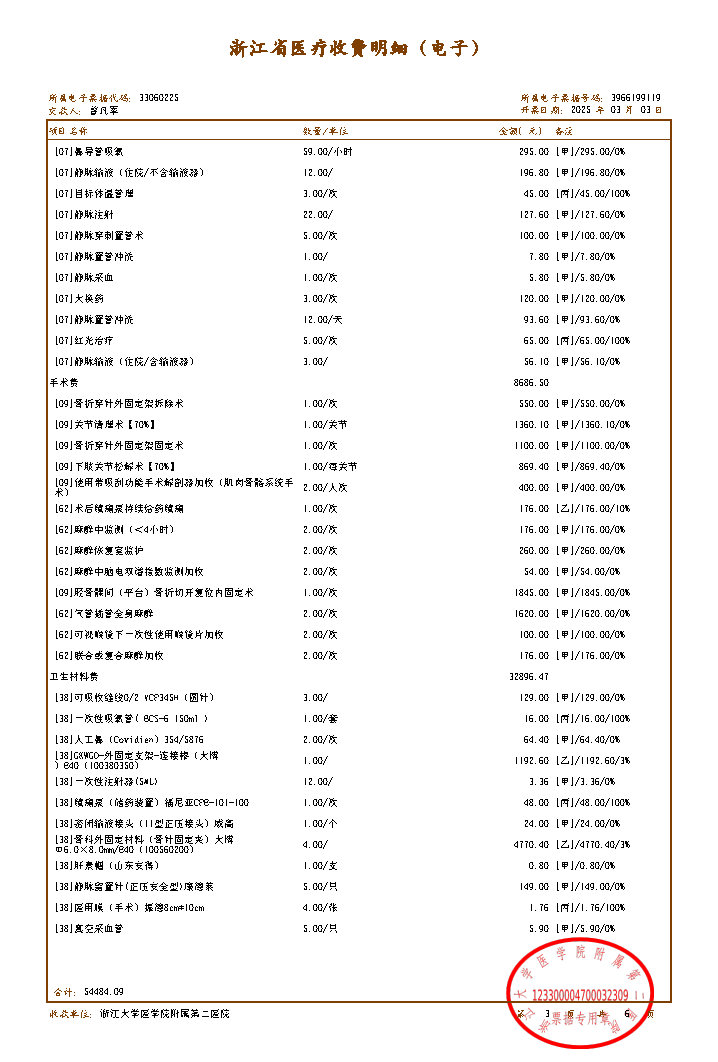 浙江省医疗收费明细（电子）
所属电子票据代码: 33060225 所属电子票据号码: 3966199119
交款人: 曾凡军 开票日期: 2025 年 03 月 03 日
项目名称 数量/单位 金额(元) 备注
[07]鼻导管吸氧 59.00/小时 295.00 [甲]/295.00/0%
[07]静脉输液（住院/不含输液器） 12.00/ 196.80 [甲]/196.80/0%
[07]目标体温管理 3.00/次 45.00 [丙]/45.00/100%
[07]静脉注射 22.00/ 127.60 [甲]/127.60/0%
[07]静脉穿刺置管术 5.00/次 100.00 [甲]/100.00/0%
[07]静脉置管冲洗 1.00/ 7.80 [甲]/7.80/0%
[07]静脉采血 1.00/次 5.80 [甲]/5.80/0%
[07]大换药 3.00/次 120.00 [甲]/120.00/0%
[07]静脉置管冲洗 12.00/天 93.60 [甲]/93.60/0%
[07]红光治疗 5.00/次 65.00 [丙]/65.00/100%
[07]静脉输液（住院/含输液器） 3.00/ 56.10 [甲]/56.10/0%
手术费 8686.50
[09]骨折穿针外固定架拆除术 1.00/次 550.00 [甲]/550.00/0%
[09]关节清理术【70%】 1.00/关节 1360.10 [甲]/1360.10/0%
[09]骨折穿针外固定架固定术 1.00/次 1100.00 [甲]/1100.00/0%
[09]下肢关节松解术【70%】 1.00/每关节 869.40 [甲]/869.40/0%
[09]使用带吸刮功能手术解剖器加收（肌肉骨骼系统手
术） 2.00/人次 400.00 [甲]/400.00/0%
[62]术后镇痛泵持续给药镇痛 1.00/次 176.00 [乙]/176.00/10%
[62]麻醉中监测（<4小时） 2.00/次 176.00 [甲]/176.00/0%
[62]麻醉恢复室监护 2.00/次 260.00 [甲]/260.00/0%
[62]麻醉中脑电双谱指数监测加收 2.00/次 54.00 [甲]/54.00/0%
[09]胫骨髁间（平台）骨折切开复位内固定术 1.00/次 1845.00 [甲]/1845.00/0%
[62]气管插管全身麻醉 2.00/次 1620.00 [甲]/1620.00/0%
[62]可视喉镜下一次性使用喉镜片加收 2.00/次 100.00 [甲]/100.00/0%
[62]联合或复合麻醉加收 2.00/次 176.00 [甲]/176.00/0%
卫生材料费 32896.47
[38]可吸收缝线0/2 VCP345H（圆针） 3.00/ 129.00 [甲]/129.00/0%
[38]一次性吸氧管( BCS-6 150ml ) 1.00/套 16.00 [丙]/16.00/100%
[38]人工鼻（Covidien）354/5876 2.00/次 64.40 [甲]/64.40/0%
[38]GKWGD-外固定支架-连接棒（大博
）Φ40（100380350） 1.00/ 1192.60 [乙]/1192.60/3%
[38]一次性注射器(5ML) 12.00/ 3.36 [甲]/3.36/0%
[38]镇痛泵（储药装置）福尼亚CPB-101-100 1.00/次 48.00 [丙]/48.00/100%
[38]密闭输液接头（II型正压接头）威高 1.00/个 24.00 [甲]/24.00/0%
[38]骨科外固定材料（骨针固定夹）大博
Φ6.0×8.0mm/Φ40（100560200） 4.00/ 4770.40 [乙]/4770.40/3%
[38]肝素帽（山东安得） 1.00/支 0.80 [甲]/0.80/0%
[38]静脉留置针(正压安全型)康德莱 5.00/只 149.00 [甲]/149.00/0%
[38]医用膜（手术）振德8cm*10cm 4.00/张 1.76 [丙]/1.76/100%
[38]真空采血管 5.00/只 5.90 [甲]/5.90/0%
合计: 54484.09
收款单位: 浙江大学医学院附属第二医院 第 3 页 共 6 页
浙江大学医学院附属第二医院
123300004700032309
票据专用章